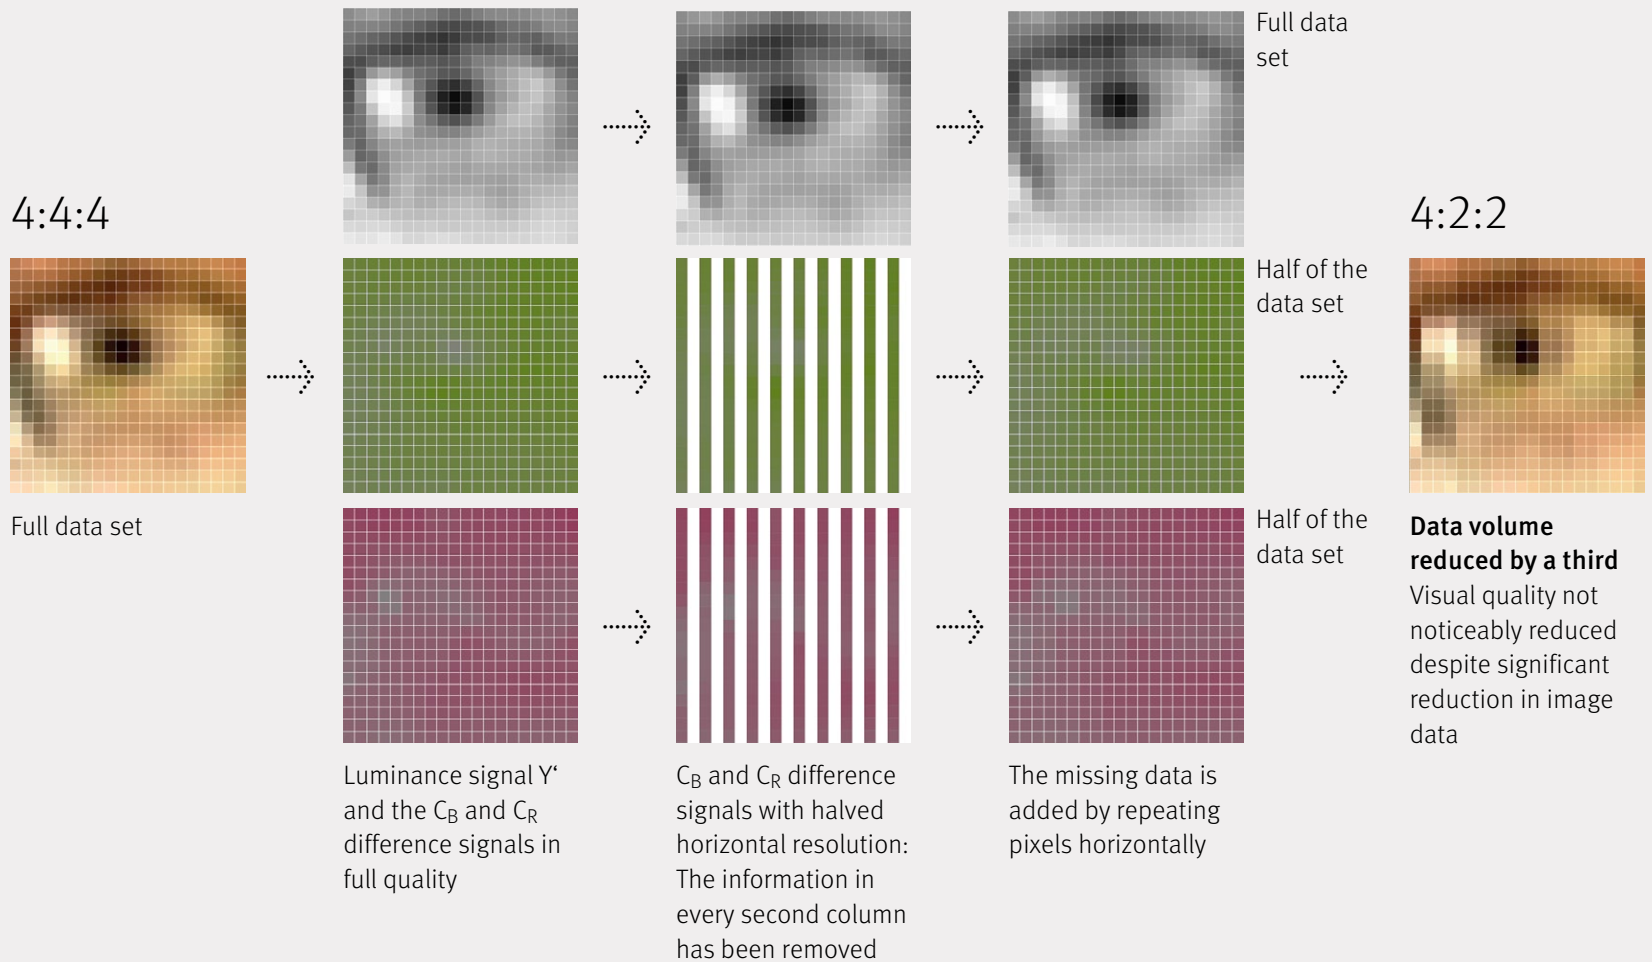 Full data
set
4:4:4
4:2:2
Half of the
data set
Full data set
Half of the
data set
Data volume
reduced by a third
Visual quality not
noticeably reduced
despite significant
reduction in image
data
Luminance signal Y‘
and the CB and CR
difference signals in
full quality
CB and CR difference
signals with halved
horizontal resolution:
The information in
every second column
has been removed
The missing data is
added by repeating
pixels horizontally